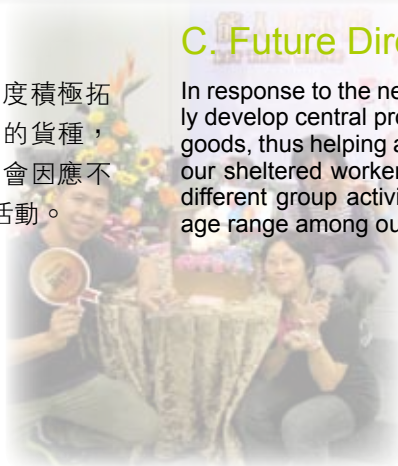 度積極拓
的貨種，
會因應不
活動。
C. Future Dir
In response to the ne
ly develop central pro
goods, thus helping a
our sheltered worker
different group activi
age range among ou